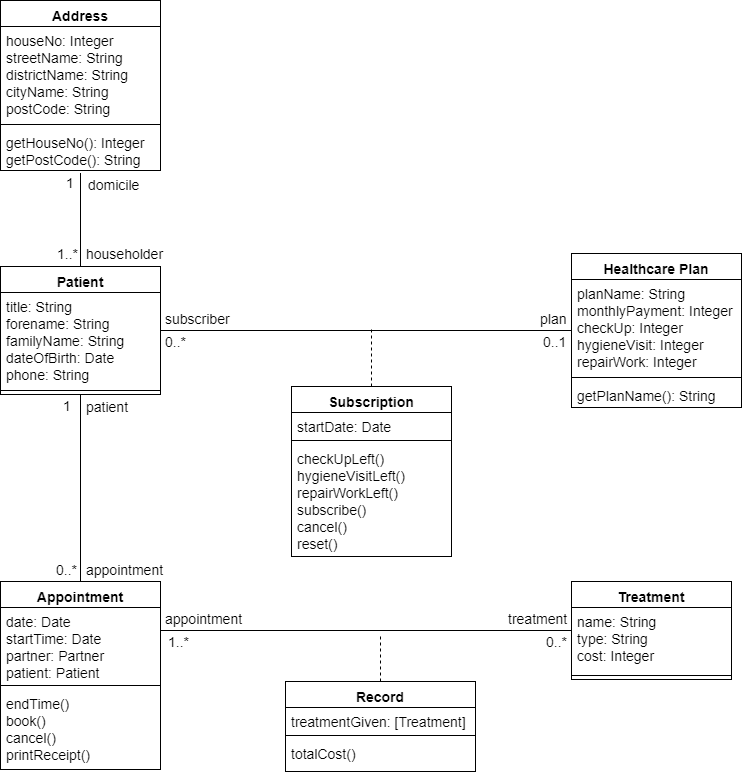 Address
houseNo: Integer
streetName: String
districtName: String
cityName: String
postCode: String
getHouseNo(): Integer
getPostCode(): String
1 domicile
1..* householder
Patient
title: String
forename: String
familyName: String
dateOfBirth: Date
phone: String
subscriber
0..*
plan
0..1
Healthcare Plan
planName: String
monthlyPayment: Integer
checkUp: Integer
hygieneVisit: Integer
repairWork: Integer
getPlanName(): String
Subscription
startDate: Date
checkUpLeft()
hygieneVisitLeft()
repairWorkLeft()
subscribe()
cancel()
reset()
1 patient
0..* appointment
Appointment
date: Date
startTime: Date
partner: Partner
patient: Patient
endTime()
book()
cancel()
printReceipt()
appointment
1..*
treatment
0..*
Treatment
name: String
type: String
cost: Integer
Record
treatmentGiven: [Treatment]
totalCost()